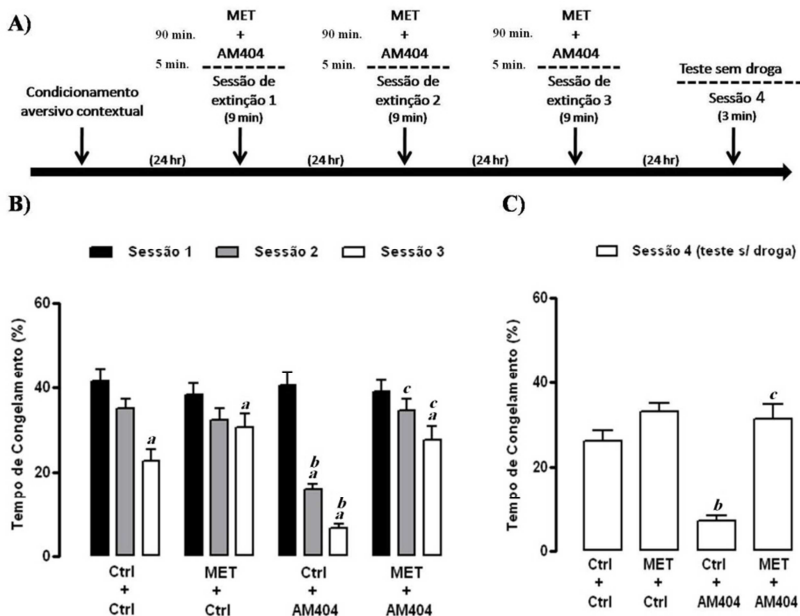 A)
Condicionamento
aversivo contextual
90 min.
5 min.
MET
+
AM404
Sessão de
extinção 1
(9 min)
90 min.
5 min.
MET
+
AM404
Sessão de
extinção 2
(9 min)
90 min.
5 min.
MET
+
AM404
Sessão de
extinção 3
(9 min)
Teste sem droga
Sessão 4
(3 min)
(24 hr)
(24 hr)
(24 hr)
(24 hr)
B)
Sessão 1
Sessão 2
Sessão 3
Tempo de Congelamento (%)
60
40
20
0
a
a
b
a
b
a
c
c
a
Ctrl
+
Ctrl
MET
+
Ctrl
Ctrl
+
AM404
MET
+
AM404
C)
Sessão 4 (teste s/ droga)
Tempo de Congelamento (%)
60
40
20
0
b
c
Ctrl
+
Ctrl
MET
+
Ctrl
Ctrl
+
AM404
MET
+
AM404